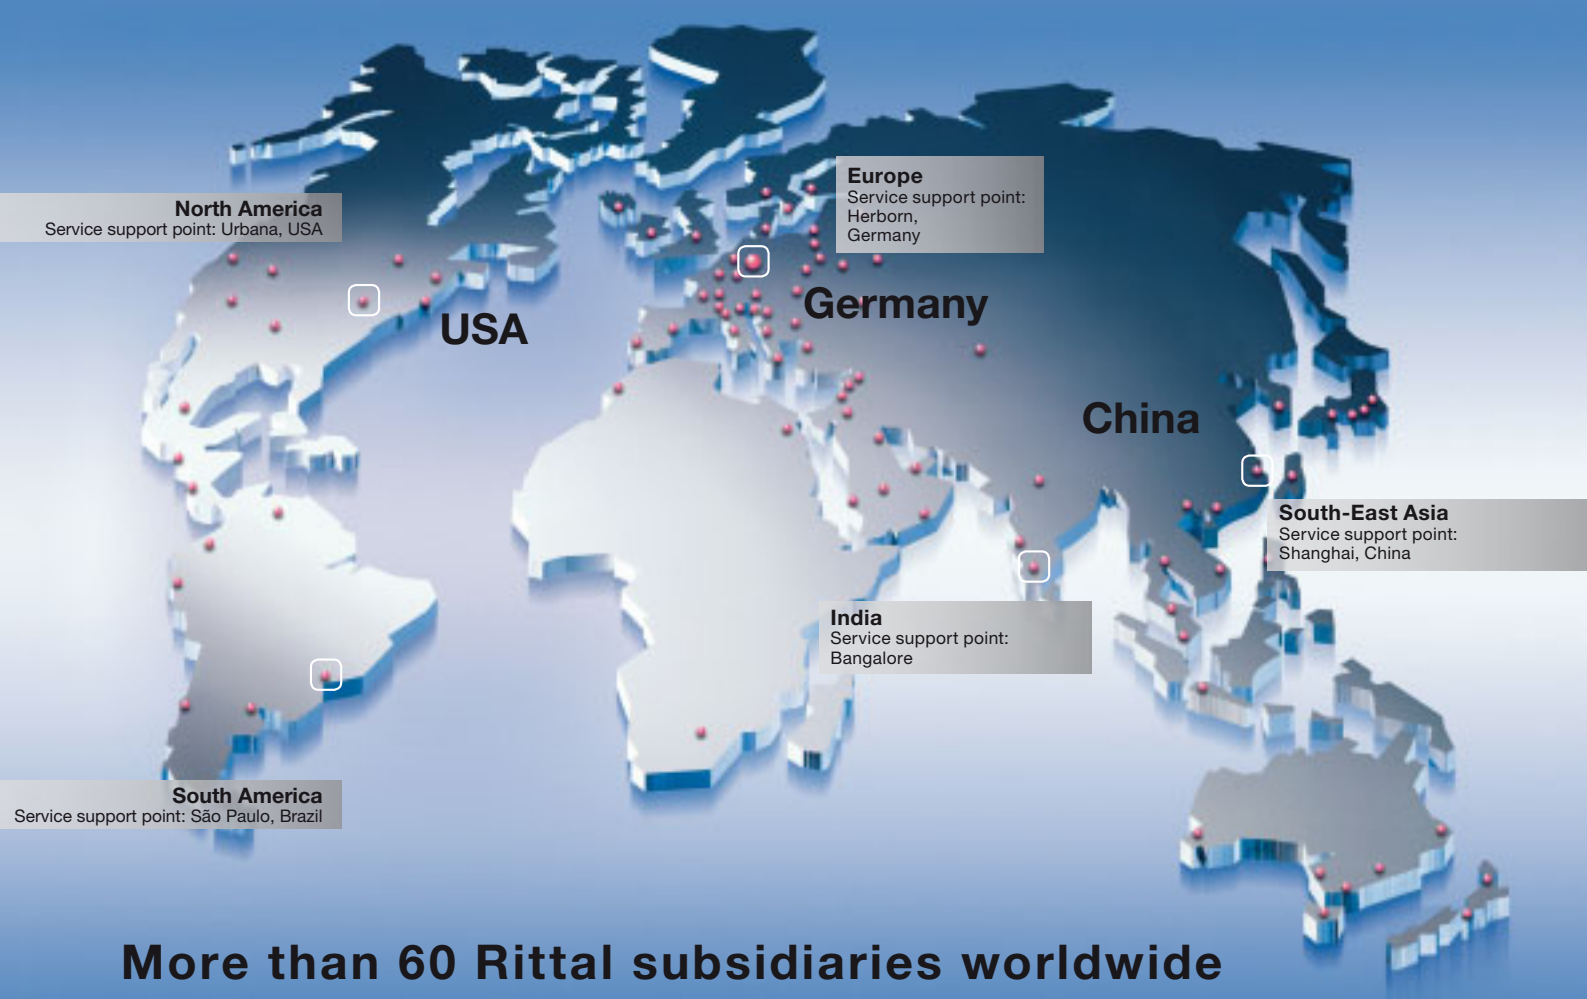 Europe
Service support point:
Herborn,
Germany
North America
Service support point: Urbana, USA
Germany
USA
China
South-East Asia
Service support point:
Shanghai, China
India
Service support point:
Bangalore
South America
Service support point: São Paulo, Brazil
More than 60 Rittal subsidiaries worldwide